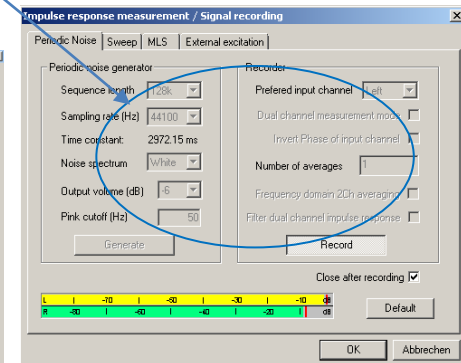 Impulse response measurement / Signal recording
Periodic Noise Sweep MLS External excitation
Periodic noise generator
Sequence length 128k
Sampling rate (Hz) 44100
Time constant: 2972.15 ms
Noise spectrum White
Output volume (dB) -6
Pink cutoff (Hz) 50
Generate
Recorder
Prefered input channel Left
Dual channel measurement mode
Invert Phase of input channel
Number of averages 1
Frequency domain 2Ch averaging
Filter dual channel impulse response
Record
Close after recording
L -70 -50 -30 -10 dB
R -80 -60 -40 -20 dB
Default
OK Abbrechen